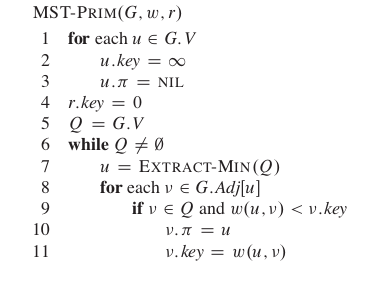 MST-PRIM(G, w, r)
1 for each u ∈ G.V
2 u.key = ∞
3 u.π = NIL
4 r.key = 0
5 Q = G.V
6 while Q ≠ ∅
7 u = EXTRACT-MIN(Q)
8 for each v ∈ G.Adj[u]
9 if v ∈ Q and w(u, v) < v.key
10 v.π = u
11 v.key = w(u, v)